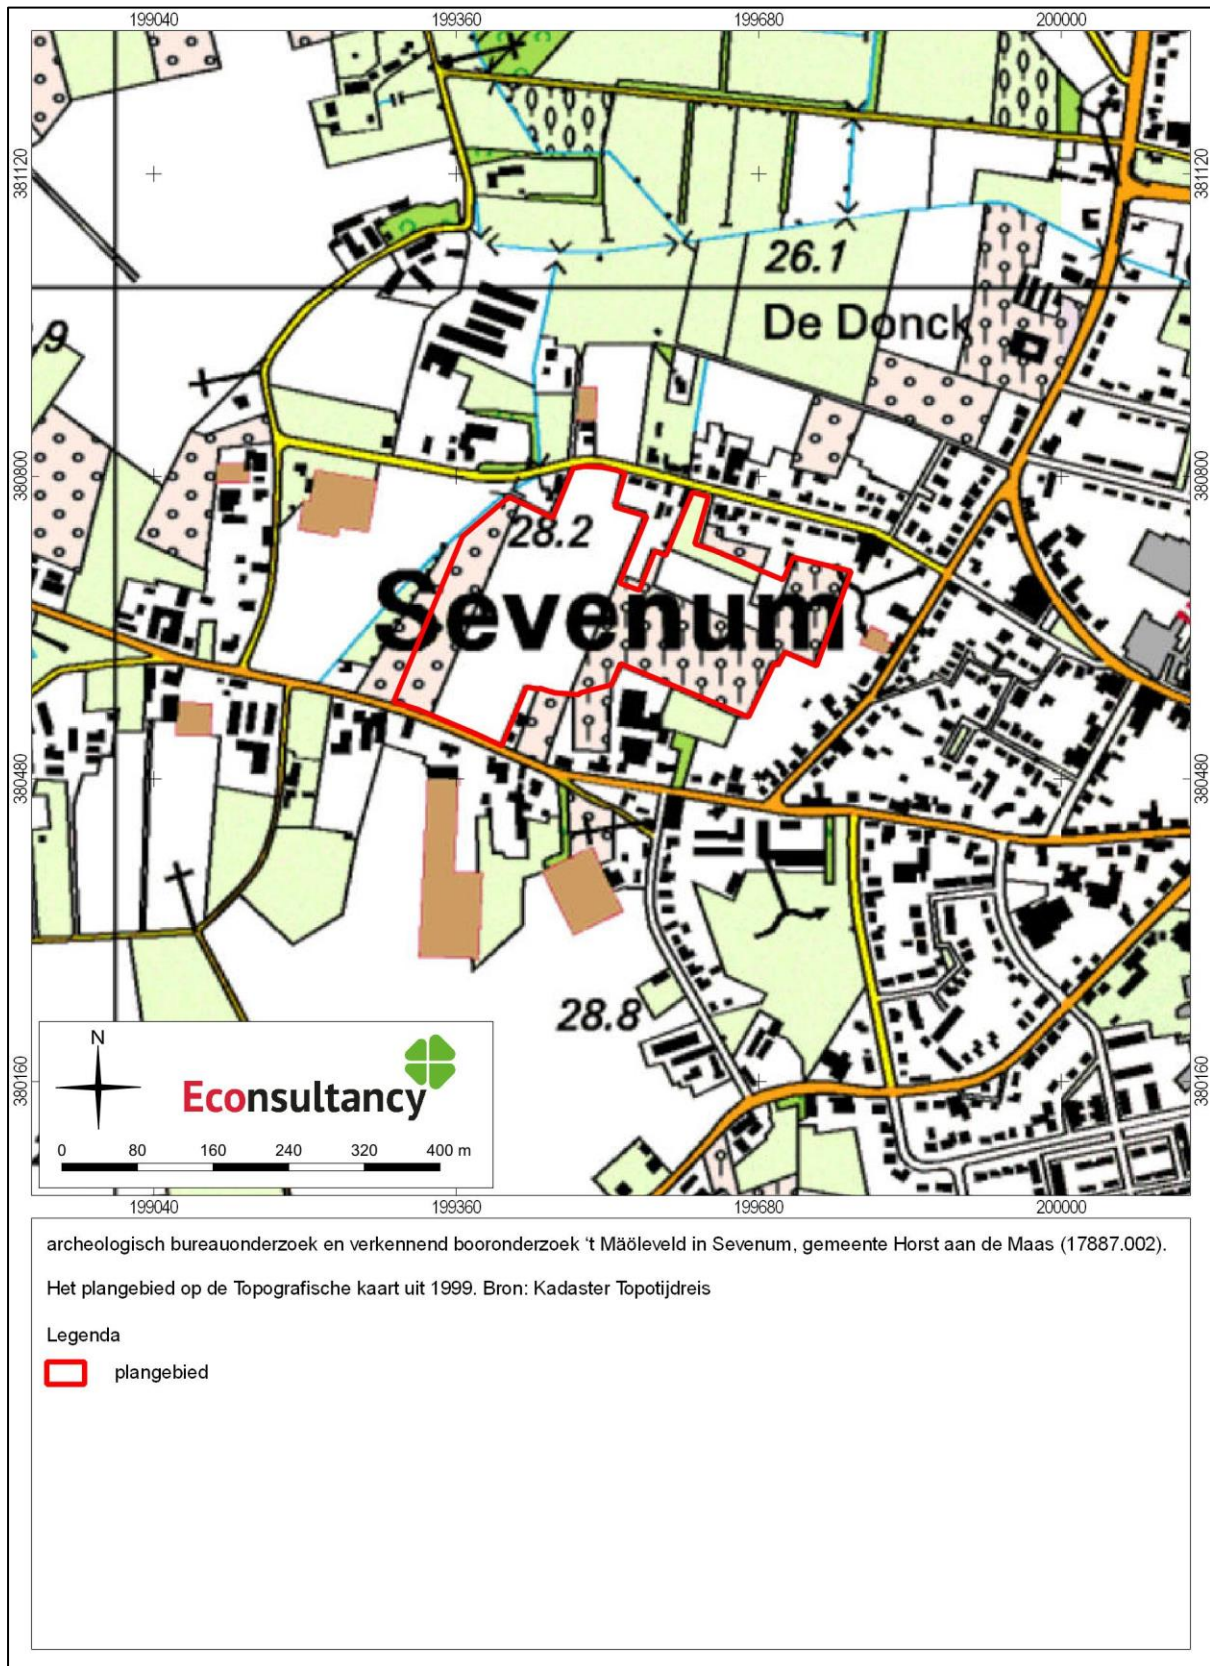 199040 199360 199680 200000
381120 381120
26.1
De Donck
9
380800 380800
28.2
Sevenum
380480 380480
28.8
N
Econsultancy
380160 380160
0 80 160 240 320 400 m
199040 199360 199680 200000
archeologisch bureauonderzoek en verkennend booronderzoek ‘t Mäöleveld in Sevenum, gemeente Horst aan de Maas (17887.002).
Het plangebied op de Topografische kaart uit 1999. Bron: Kadaster Topotijdreis
Legenda
plangebied